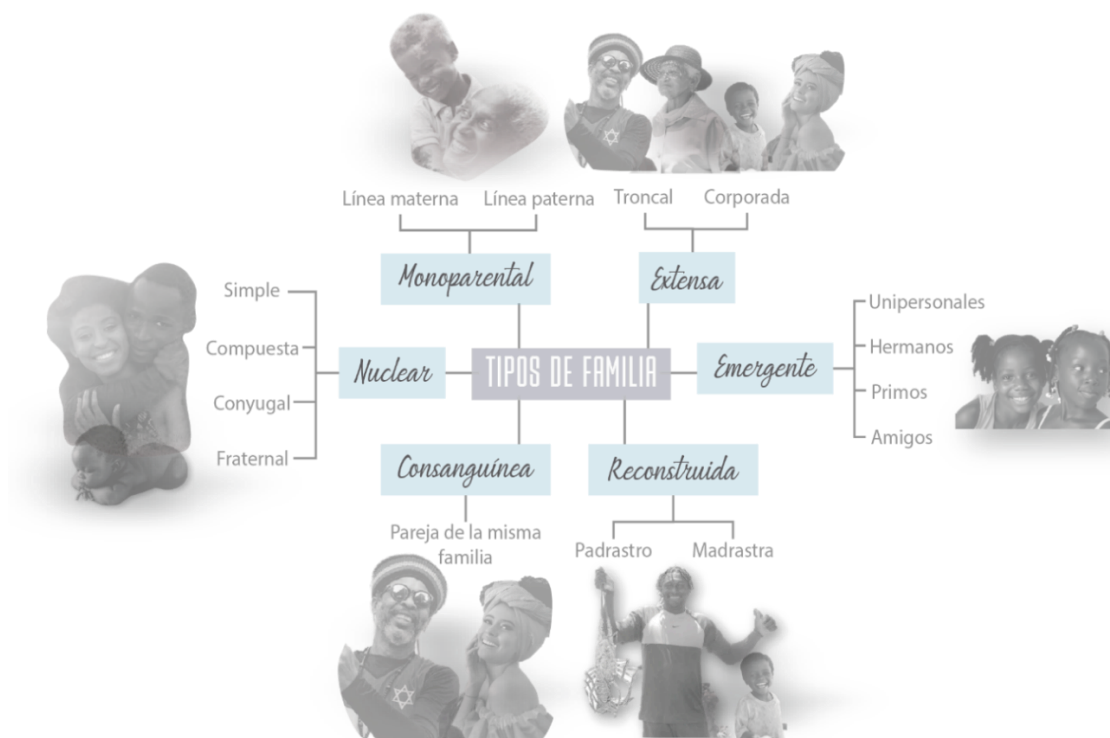 Línea materna
Línea paterna
Troncal
Corporada
Monoparental
Extensa
Simple
Compuesta
Conyugal
Fraternal
Nuclear
TIPOS DE FAMILIA
Emergente
Unipersonales
Hermanos
Primos
Amigos
Consanguínea
Reconstruida
Pareja de la misma
familia
Padrastro
Madrastra